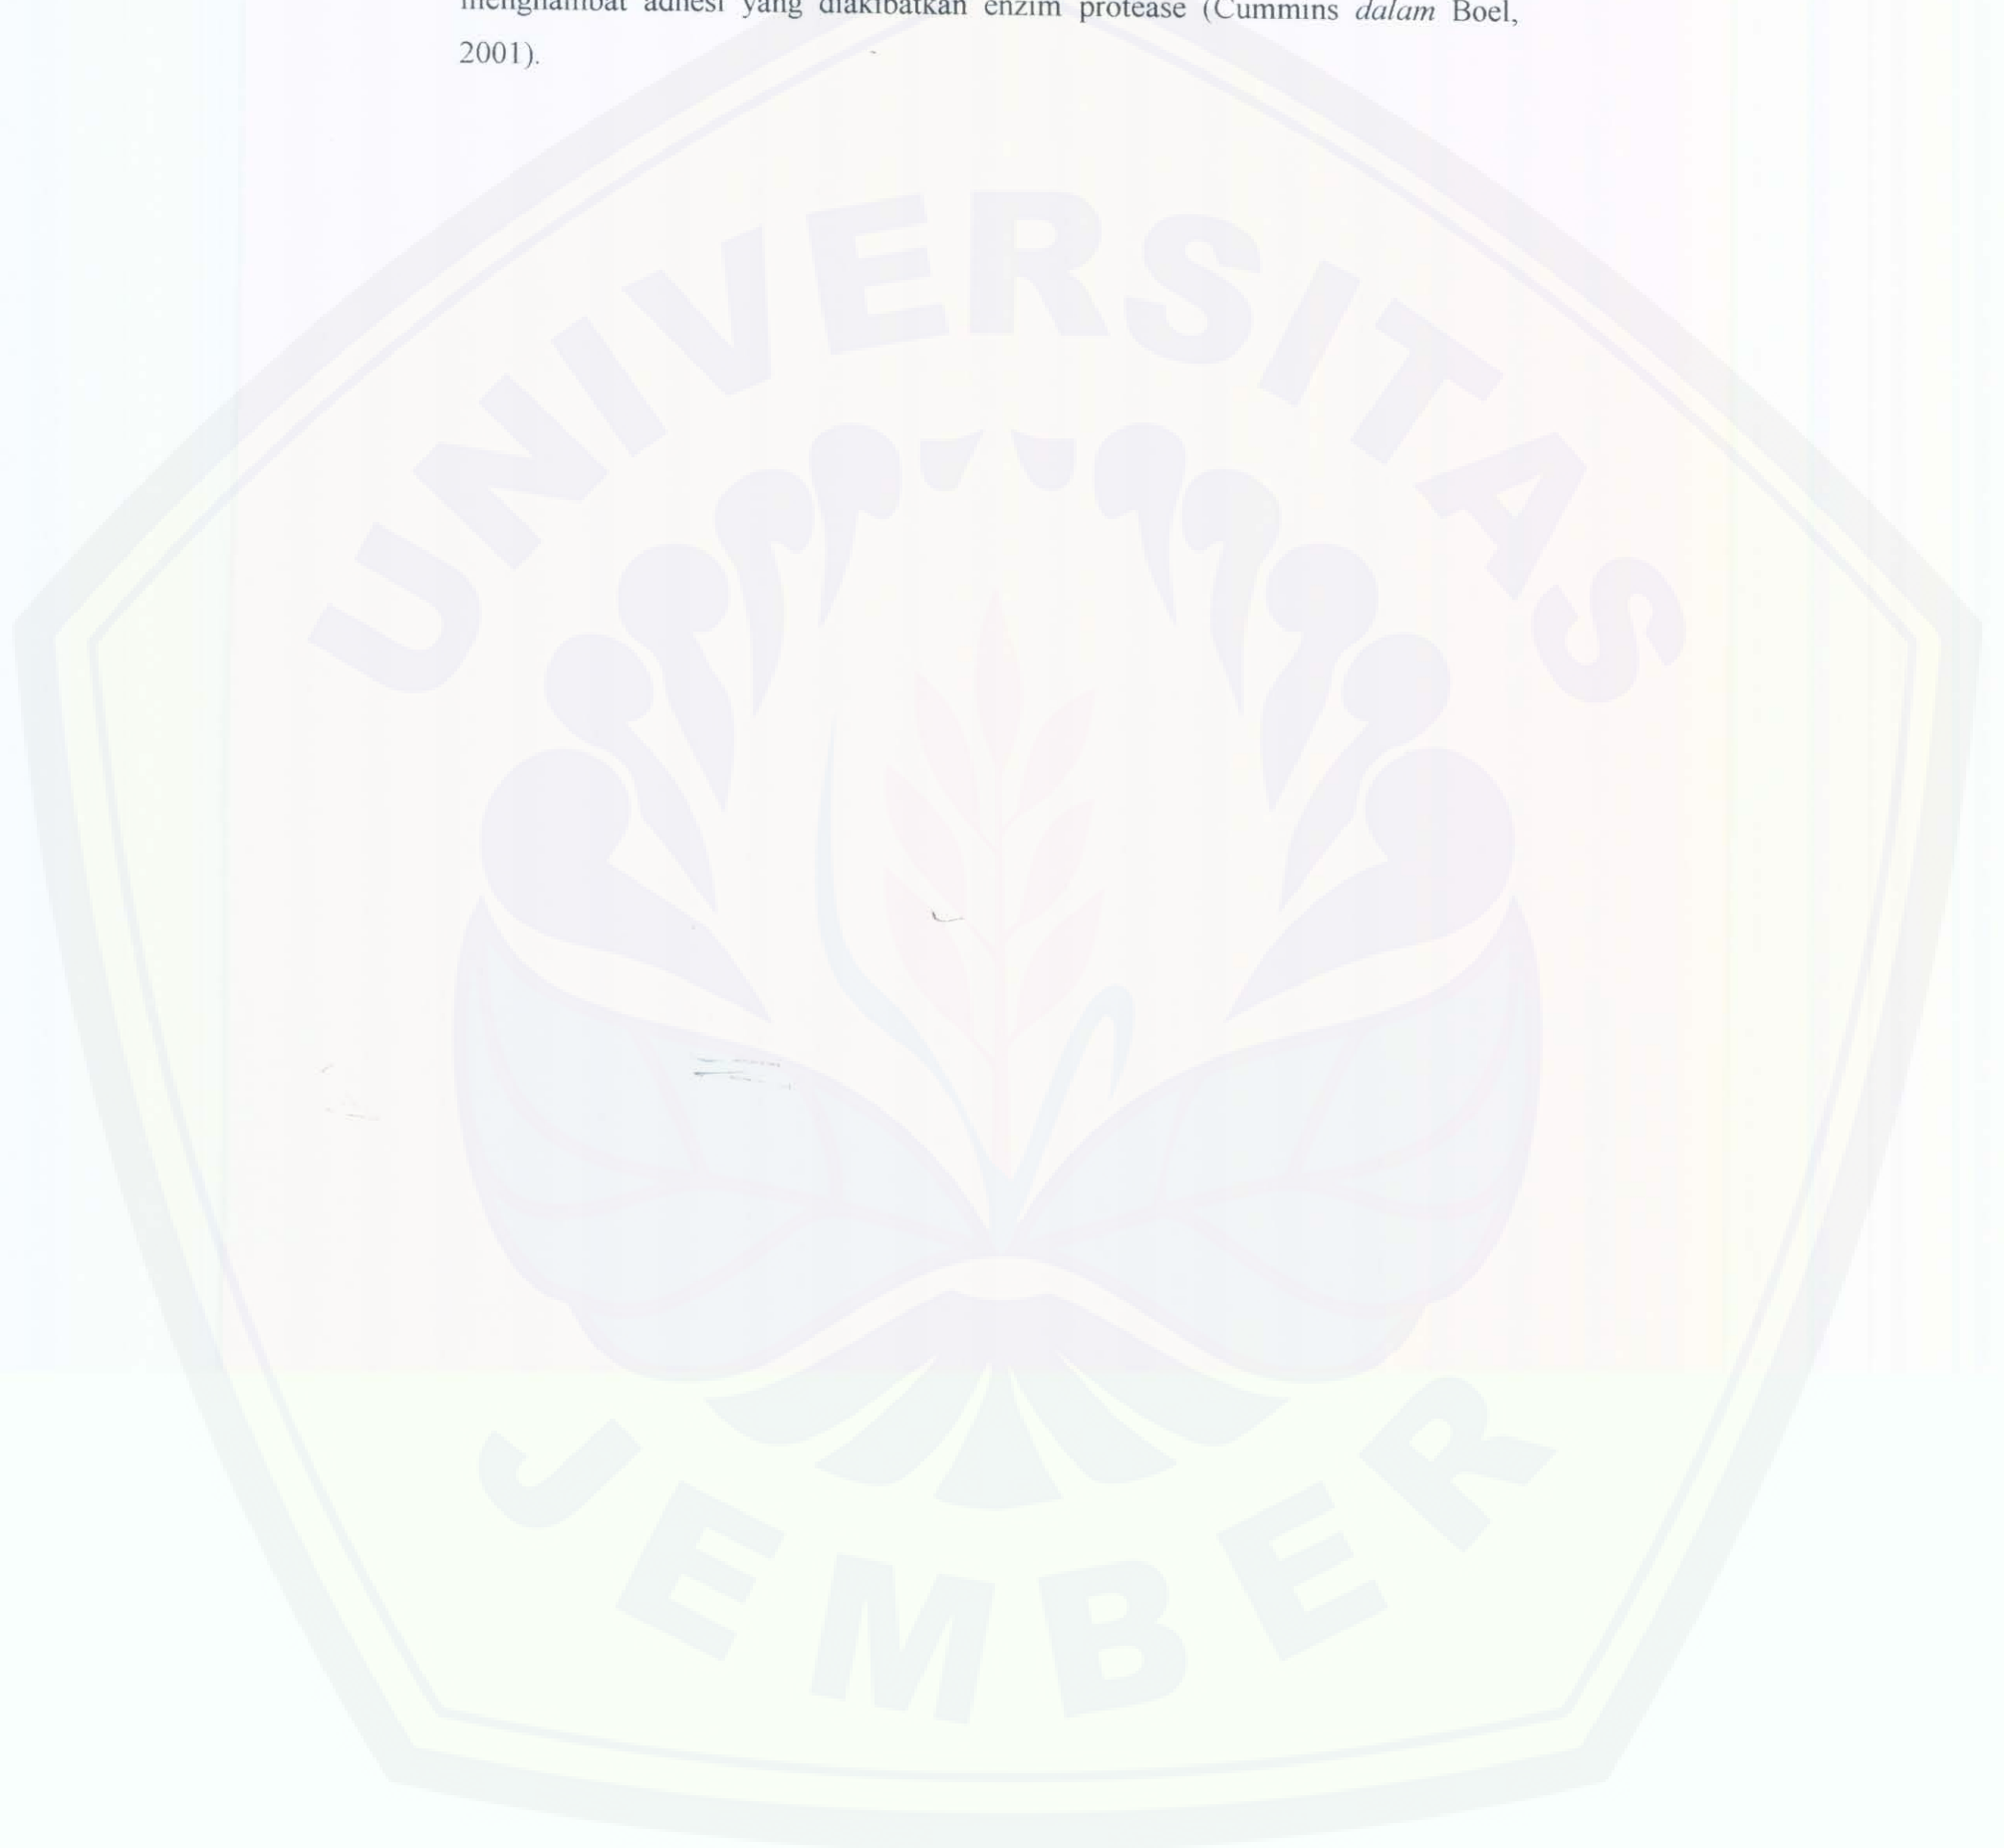 menghambat adhesi yang diakibatkan enzim protease (Cummins dalam Boel,
2001).
UNIVERSITAS
JEMBER